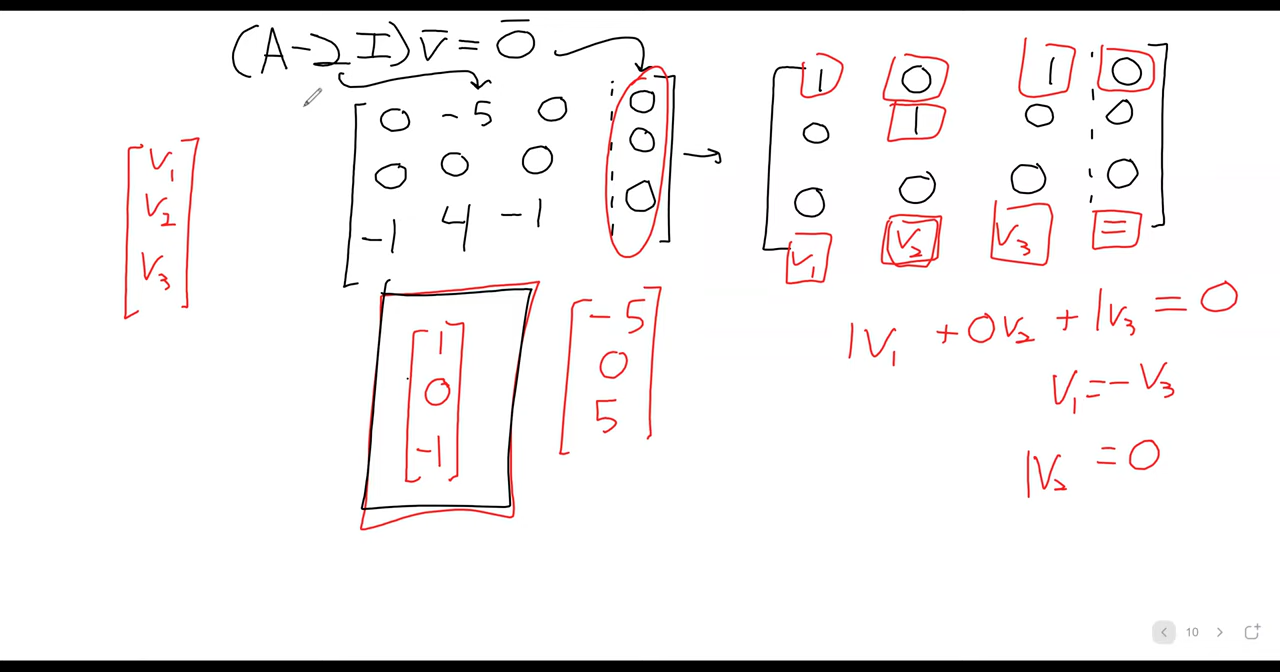 (A-2I)v̄ = 0̄
[ 0 -5 0 ¦ 0
0 0 0 ¦ 0
-1 4 -1 ¦ 0 ]
→
[ 1 0 1 ¦ 0
0 1 0 ¦ 0
0 0 0 ¦ 0 ]
v₁ v₂ v₃ =
[ v₁
v₂
v₃ ]
[ 1
0
-1 ]
[ -5
0
5 ]
1v₁ + 0v₂ + 1v₃ = 0
v₁ = -v₃
1v₂ = 0
10